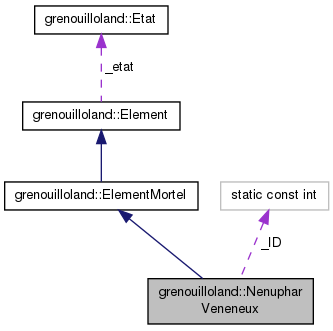 grenouilloland::Etat
_etat
grenouilloland::Element
grenouilloland::ElementMortel
static const int
_ID
grenouilloland::Nenuphar
Veneneux